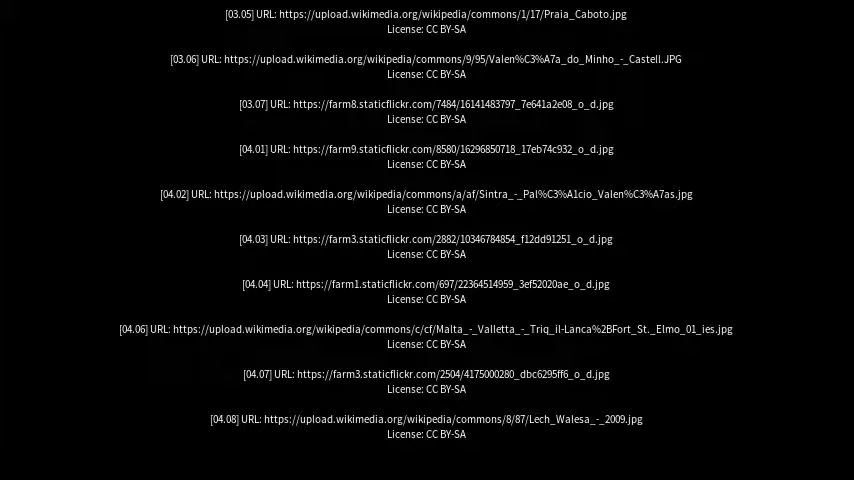 [03.05] URL: https://upload.wikimedia.org/wikipedia/commons/1/17/Praia_Caboto.jpg
License: CC BY-SA
[03.06] URL: https://upload.wikimedia.org/wikipedia/commons/9/95/Valen%C3%A7a_do_Minho_-_Castell.JPG
License: CC BY-SA
[03.07] URL: https://farm8.staticflickr.com/7484/16141483797_7e641a2e08_o_d.jpg
License: CC BY-SA
[04.01] URL: https://farm9.staticflickr.com/8580/16296850718_17eb74c932_o_d.jpg
License: CC BY-SA
[04.02] URL: https://upload.wikimedia.org/wikipedia/commons/a/af/Sintra_-_Pal%C3%A1cio_Valen%C3%A7as.jpg
License: CC BY-SA
[04.03] URL: https://farm3.staticflickr.com/2882/10346784854_f12dd91251_o_d.jpg
License: CC BY-SA
[04.04] URL: https://farm1.staticflickr.com/697/22364514959_3ef52020ae_o_d.jpg
License: CC BY-SA
[04.06] URL: https://upload.wikimedia.org/wikipedia/commons/c/cf/Malta_-_Valletta_-_Triq_il-Lanca%2BFort_St._Elmo_01_ies.jpg
License: CC BY-SA
[04.07] URL: https://farm3.staticflickr.com/2504/4175000280_dbc6295ff6_o_d.jpg
License: CC BY-SA
[04.08] URL: https://upload.wikimedia.org/wikipedia/commons/8/87/Lech_Walesa_-_2009.jpg
License: CC BY-SA